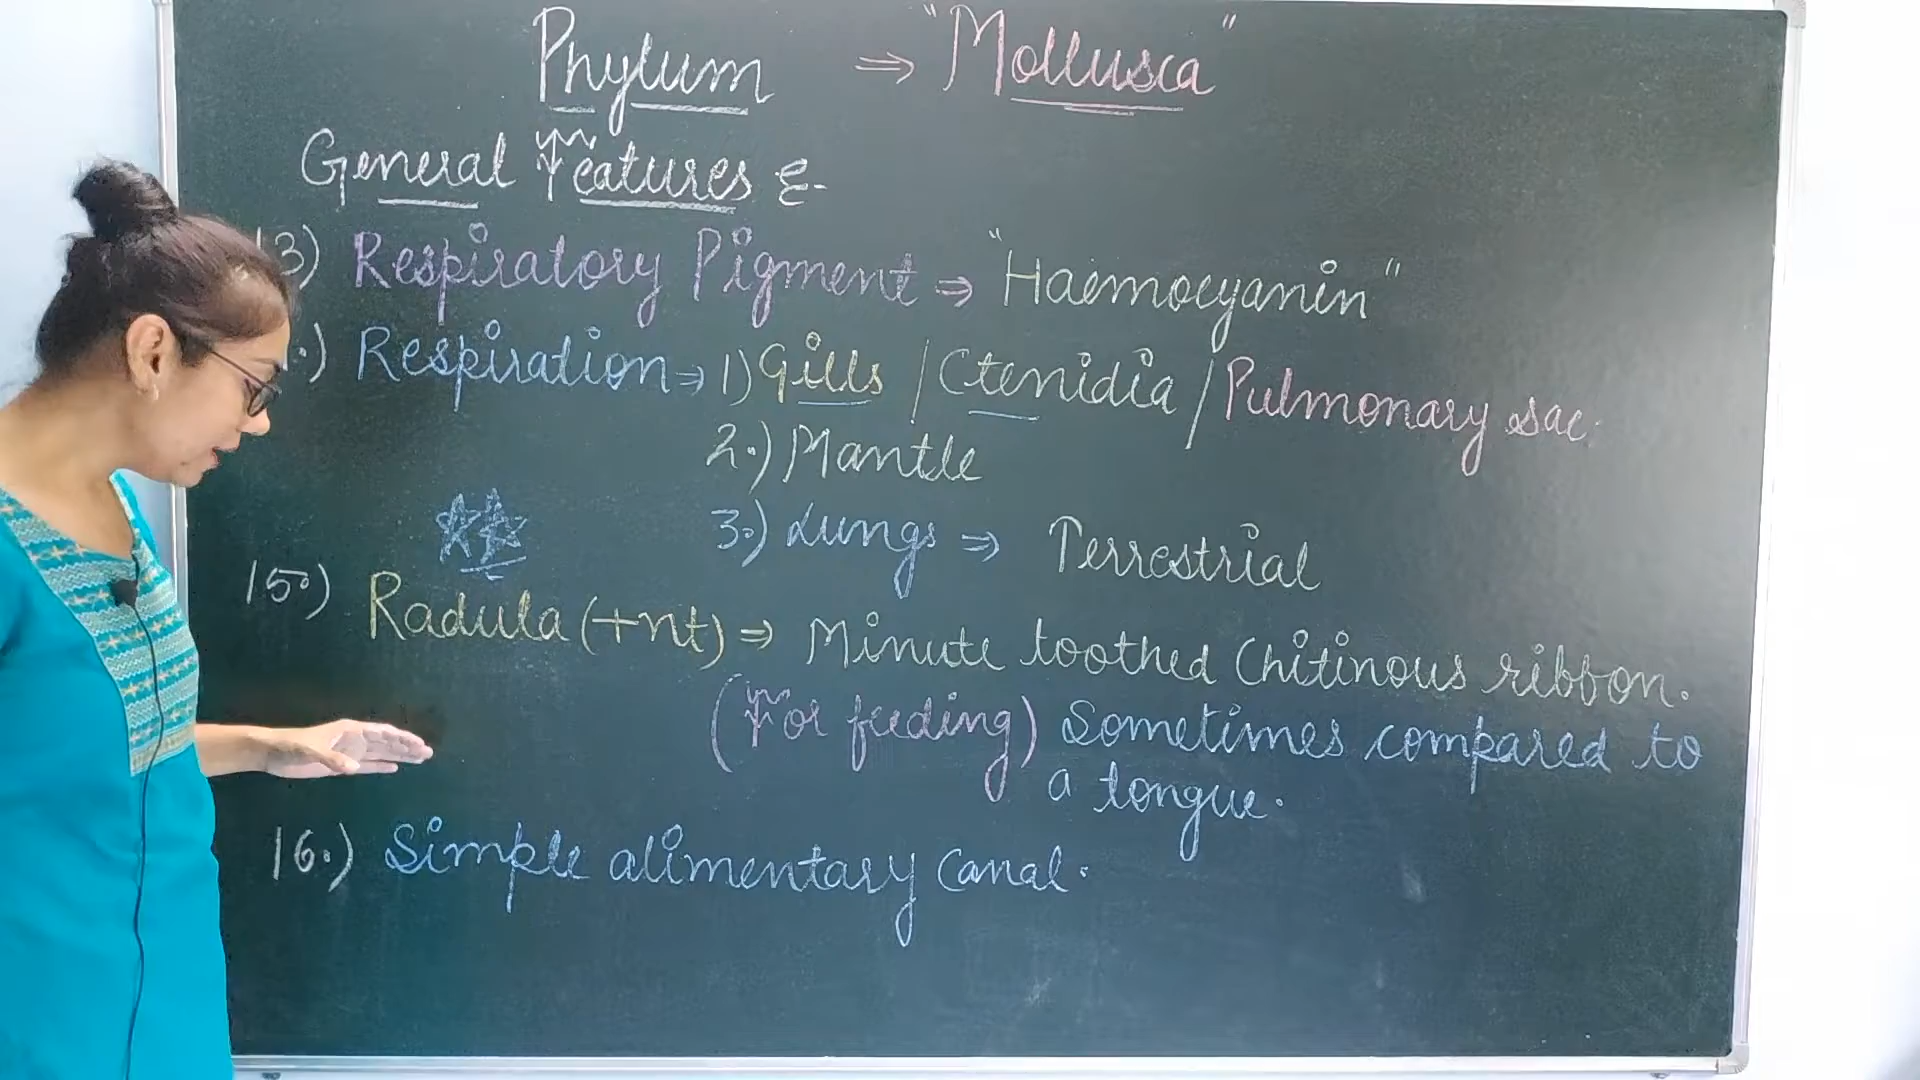 Phylum ⇒ "Mollusca"
General Features :-
3) Respiratory Pigment ⇒ "Haemocyanin"
.) Respiration ⇒ 1) Gills / Ctenidia / Pulmonary sac.
2.) Mantle
3.) Lungs ⇒ Terrestrial
15.) Radula (+nt) ⇒ Minute toothed Chitinous ribbon.
(For feeding) Sometimes compared to
a tongue.
16.) Simple alimentary canal.